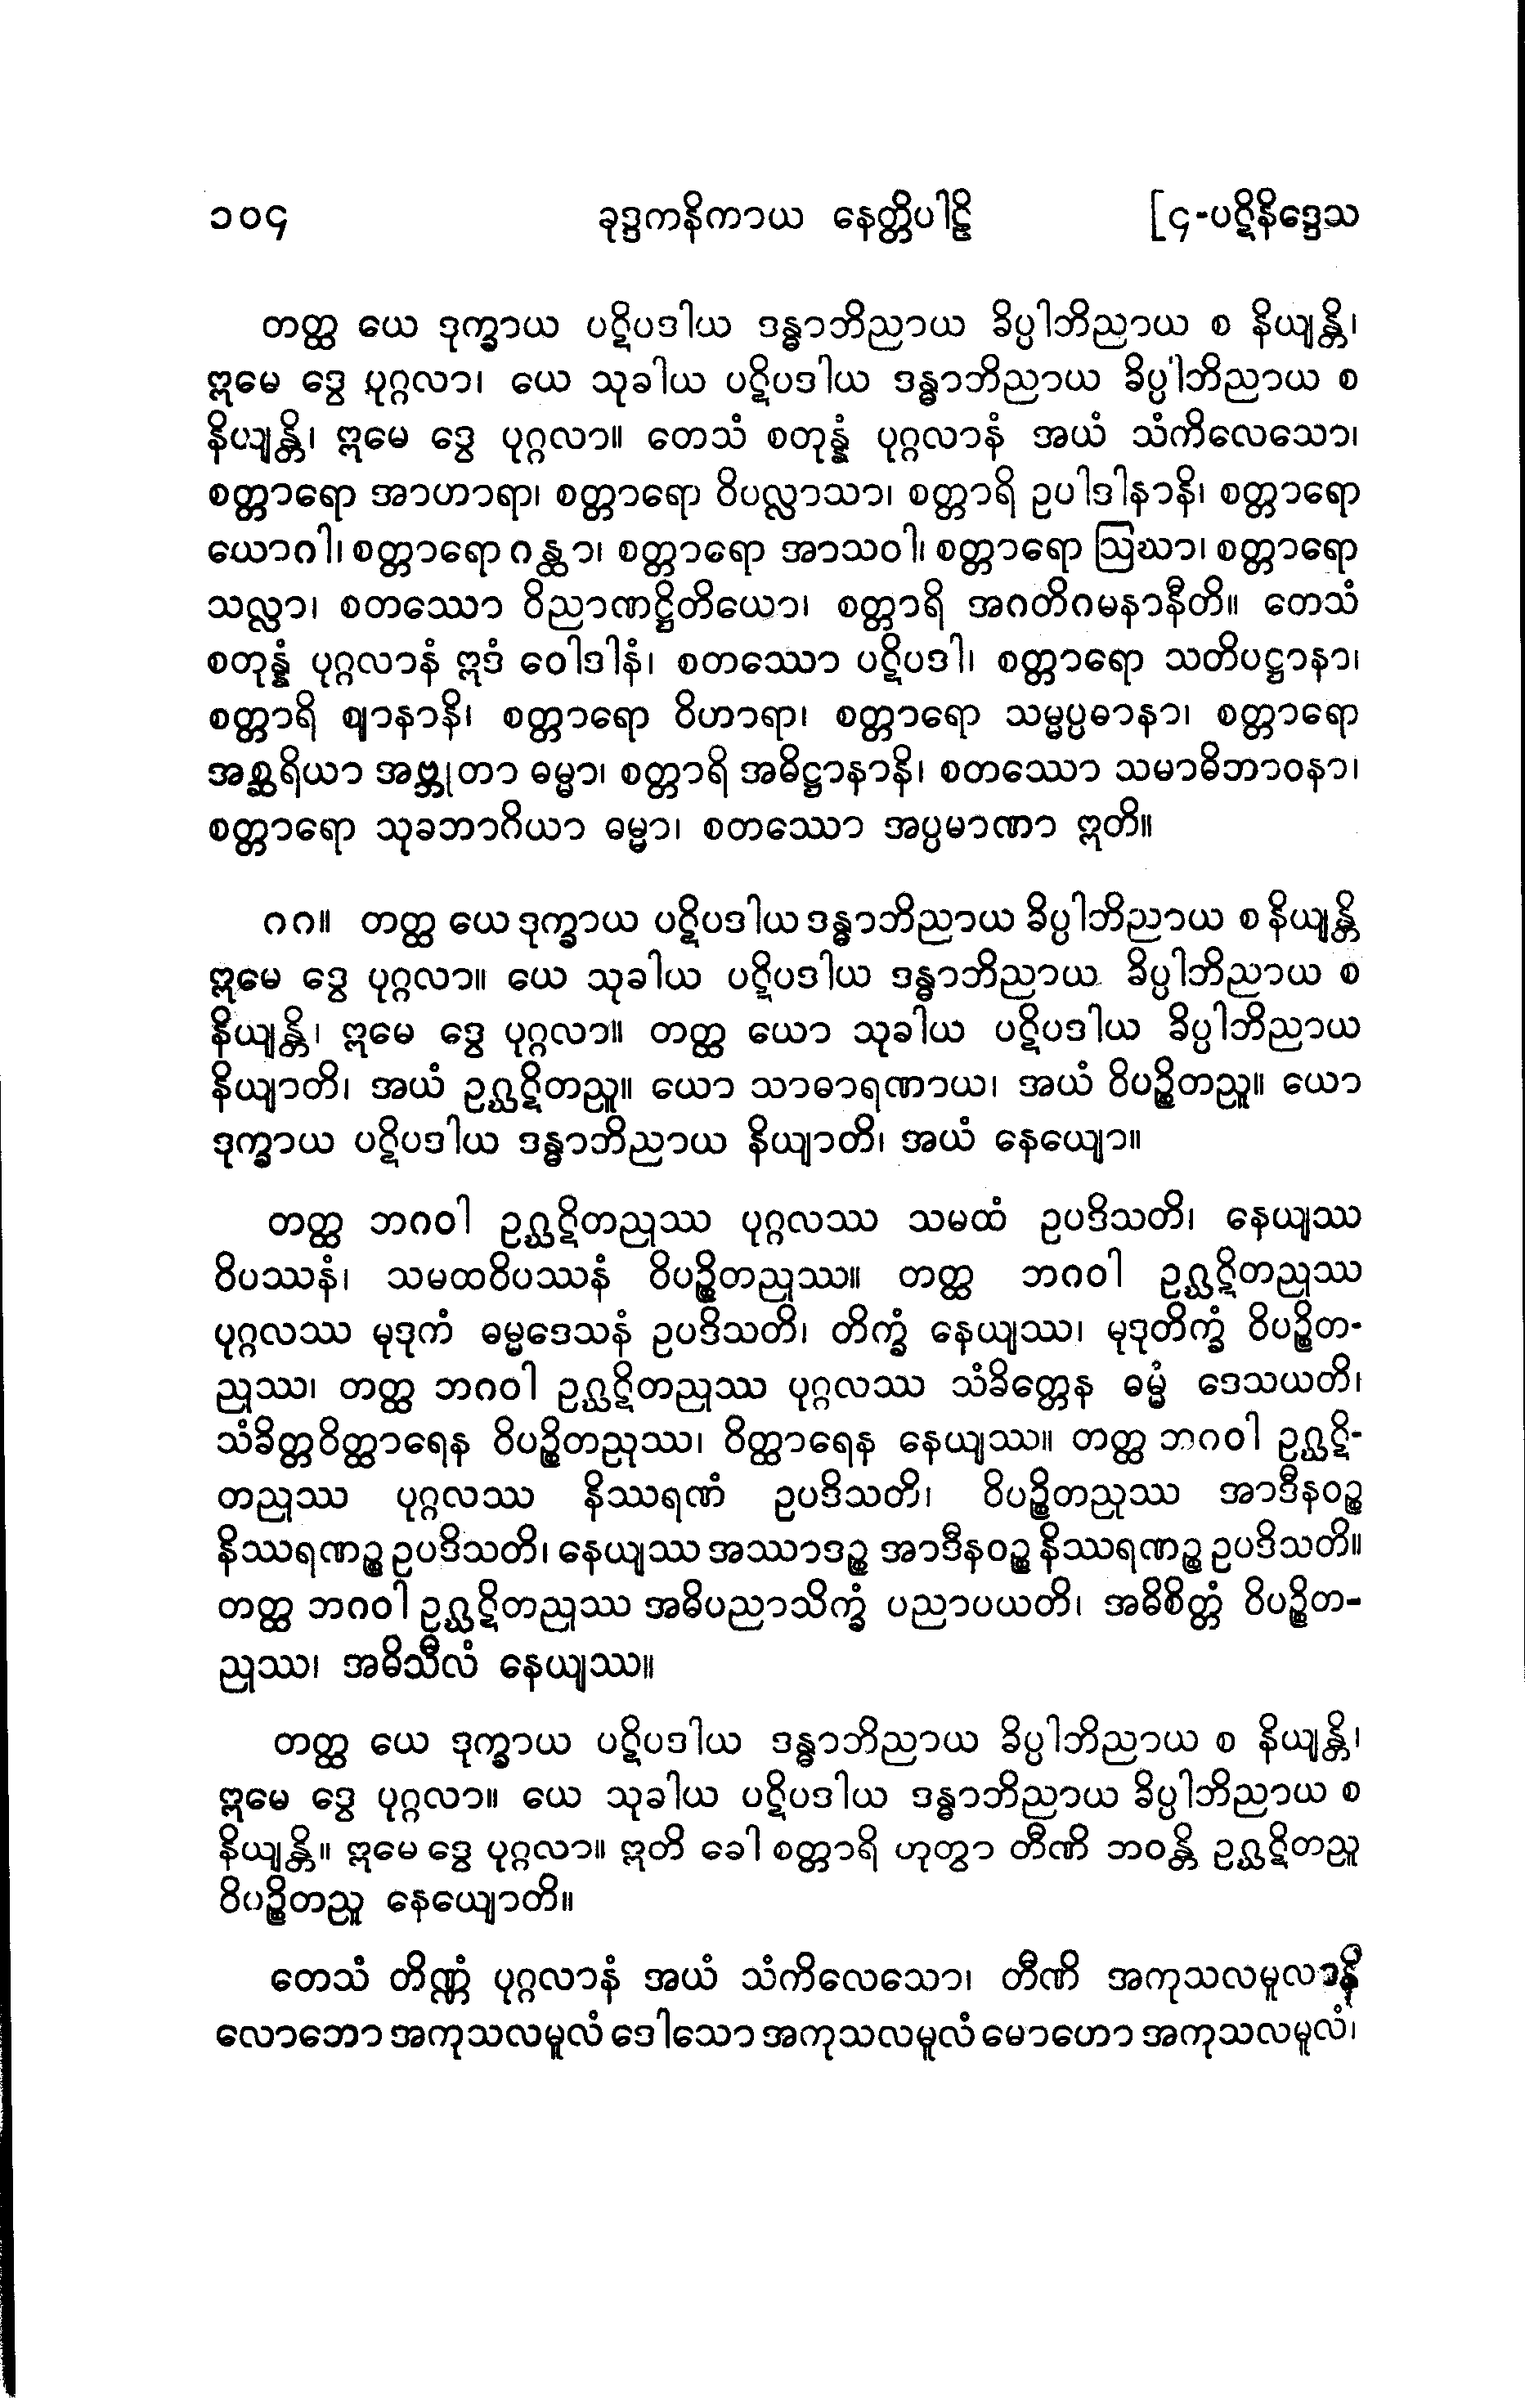 ၁၀၄ ခုဒ္ဒကနိကာယ နေတ္တိပါဠိ [၄-ပဋိနိဒ္ဒေသ
တတ္ထ ယေ ဒုက္ခာယ ပဋိပဒါယ ဒန္ဓာဘိညာယ ခိပ္ပါဘိညာယ စ နိယျန္တိ၊
ဣမေ ဒွေ ပုဂ္ဂလာ၊ ယေ သုခါယ ပဋိပဒါယ ဒန္ဓာဘိညာယ ခိပ္ပါဘိညာယ စ
နိယျန္တိ၊ ဣမေ ဒွေ ပုဂ္ဂလာ။ တေသံ စတုန္နံ ပုဂ္ဂလာနံ အယံ သံကိလေသော၊
စတ္တာရော အာဟာရာ၊ စတ္တာရော ဝိပလ္လာသာ၊ စတ္တာရိ ဥပါဒါနာနိ၊ စတ္တာရော
ယောဂါ၊ စတ္တာရော ဂန္ထာ၊ စတ္တာရော အာသဝါ၊ စတ္တာရော ဩဃာ၊ စတ္တာရော
သလ္လာ၊ စတဿော ဝိညာဏဋ္ဌိတိယော၊ စတ္တာရိ အဂတိဂမနာနီတိ။ တေသံ
စတုန္နံ ပုဂ္ဂလာနံ ဣဒံ ဝေါဒါနံ၊ စတဿော ပဋိပဒါ၊ စတ္တာရော သတိပဋ္ဌာနာ၊
စတ္တာရိ ဈာနာနိ၊ စတ္တာရော ဝိဟာရာ၊ စတ္တာရော သမ္မပ္ပဓာနာ၊ စတ္တာရော
အစ္ဆရိယာ အဗ္ဘုတာ ဓမ္မာ၊ စတ္တာရိ အဓိဋ္ဌာနာနိ၊ စတဿော သမာဓိဘာဝနာ၊
စတ္တာရော သုခဘာဂိယာ ဓမ္မာ၊ စတဿော အပ္ပမာဏာ ဣတိ။
ဂဂ။ တတ္ထ ယေ ဒုက္ခာယ ပဋိပဒါယ ဒန္ဓာဘိညာယ ခိပ္ပါဘိညာယ စ နိယျန္တိ
ဣမေ ဒွေ ပုဂ္ဂလာ။ ယေ သုခါယ ပဋိပဒါယ ဒန္ဓာဘိညာယ ခိပ္ပါဘိညာယ စ
နိယျန္တိ၊ ဣမေ ဒွေ ပုဂ္ဂလာ။ တတ္ထ ယော သုခါယ ပဋိပဒါယ ခိပ္ပါဘိညာယ
နိယျာတိ၊ အယံ ဥဂ္ဃဋိတညူ။ ယော သာဓာရဏာယ၊ အယံ ဝိပဉ္စိတညူ။ ယော
ဒုက္ခာယ ပဋိပဒါယ ဒန္ဓာဘိညာယ နိယျာတိ၊ အယံ နေယျော။
တတ္ထ ဘဂဝါ ဥဂ္ဃဋိတညုဿ ပုဂ္ဂလဿ သမထံ ဥပဒိသတိ၊ နေယျဿ
ဝိပဿနံ၊ သမထဝိပဿနံ ဝိပဉ္စိတညုဿ။ တတ္ထ ဘဂဝါ ဥဂ္ဃဋိတညုဿ
ပုဂ္ဂလဿ မုဒုကံ ဓမ္မဒေသနံ ဥပဒိသတိ၊ တိက္ခံ နေယျဿ၊ မုဒုတိက္ခံ ဝိပဉ္စိတ-
ညုဿ၊ တတ္ထ ဘဂဝါ ဥဂ္ဃဋိတညုဿ ပုဂ္ဂလဿ သံခိတ္တေန ဓမ္မံ ဒေသယတိ၊
သံခိတ္တဝိတ္ထာရေန ဝိပဉ္စိတညုဿ၊ ဝိတ္ထာရေန နေယျဿ။ တတ္ထ ဘဂဝါ ဥဂ္ဃဋိ-
တညုဿ ပုဂ္ဂလဿ နိဿရဏံ ဥပဒိသတိ၊ ဝိပဉ္စိတညုဿ အာဒီနဝဉ္စ
နိဿရဏဉ္စ ဥပဒိသတိ၊ နေယျဿ အဿာဒဉ္စ အာဒီနဝဉ္စ နိဿရဏဉ္စ ဥပဒိသတိ။
တတ္ထ ဘဂဝါ ဥဂ္ဃဋိတညုဿ အဓိပညာသိက္ခံ ပညာပယတိ၊ အဓိစိတ္တံ ဝိပဉ္စိတ-
ညုဿ၊ အဓိသီလံ နေယျဿ။
တတ္ထ ယေ ဒုက္ခာယ ပဋိပဒါယ ဒန္ဓာဘိညာယ ခိပ္ပါဘိညာယ စ နိယျန္တိ၊
ဣမေ ဒွေ ပုဂ္ဂလာ။ ယေ သုခါယ ပဋိပဒါယ ဒန္ဓာဘိညာယ ခိပ္ပါဘိညာယ စ
နိယျန္တိ။ ဣမေ ဒွေ ပုဂ္ဂလာ။ ဣတိ ခေါ စတ္တာရိ ဟုတွာ တီဏိ ဘဝန္တိ ဥဂ္ဃဋိတညူ
ဝိပဉ္စိတညူ နေယျောတိ။
တေသံ တိဏ္ဏံ ပုဂ္ဂလာနံ အယံ သံကိလေသော၊ တီဏိ အကုသလမူလာနိ
လောဘော အကုသလမူလံ ဒေါသော အကုသလမူလံ မောဟော အကုသလမူလံ၊